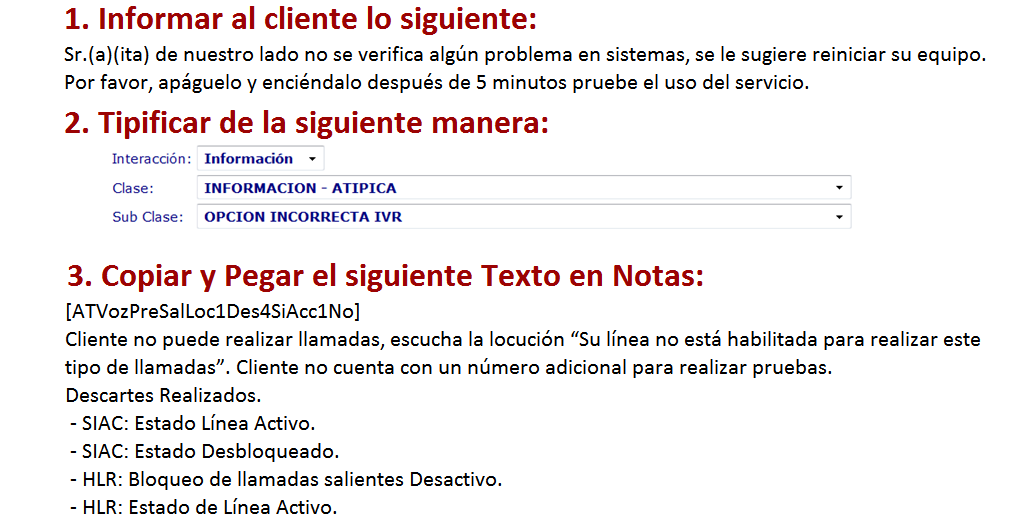 1. Informar al cliente lo siguiente:
Sr.(a)(ita) de nuestro lado no se verifica algún problema en sistemas, se le sugiere reiniciar su equipo.
Por favor, apáguelo y enciéndalo después de 5 minutos pruebe el uso del servicio.
2. Tipificar de la siguiente manera:
Interacción: Información
Clase: INFORMACION - ATIPICA
Sub Clase: OPCION INCORRECTA IVR
3. Copiar y Pegar el siguiente Texto en Notas:
[ATVozPreSalLoc1Des4SiAcc1No]
Cliente no puede realizar llamadas, escucha la locución “Su línea no está habilitada para realizar este
tipo de llamadas”. Cliente no cuenta con un número adicional para realizar pruebas.
Descartes Realizados.
- SIAC: Estado Línea Activo.
- SIAC: Estado Desbloqueado.
- HLR: Bloqueo de llamadas salientes Desactivo.
- HLR: Estado de Línea Activo.